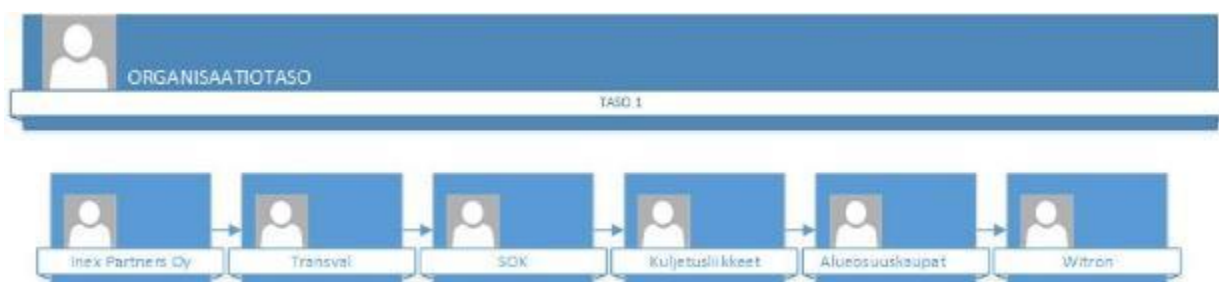 ORGANISAATIOTASO
TASO 1
Inex Partners Oy
Transval
SOK
Kuljetusliikkeet
Alueosuuskaupat
Witron